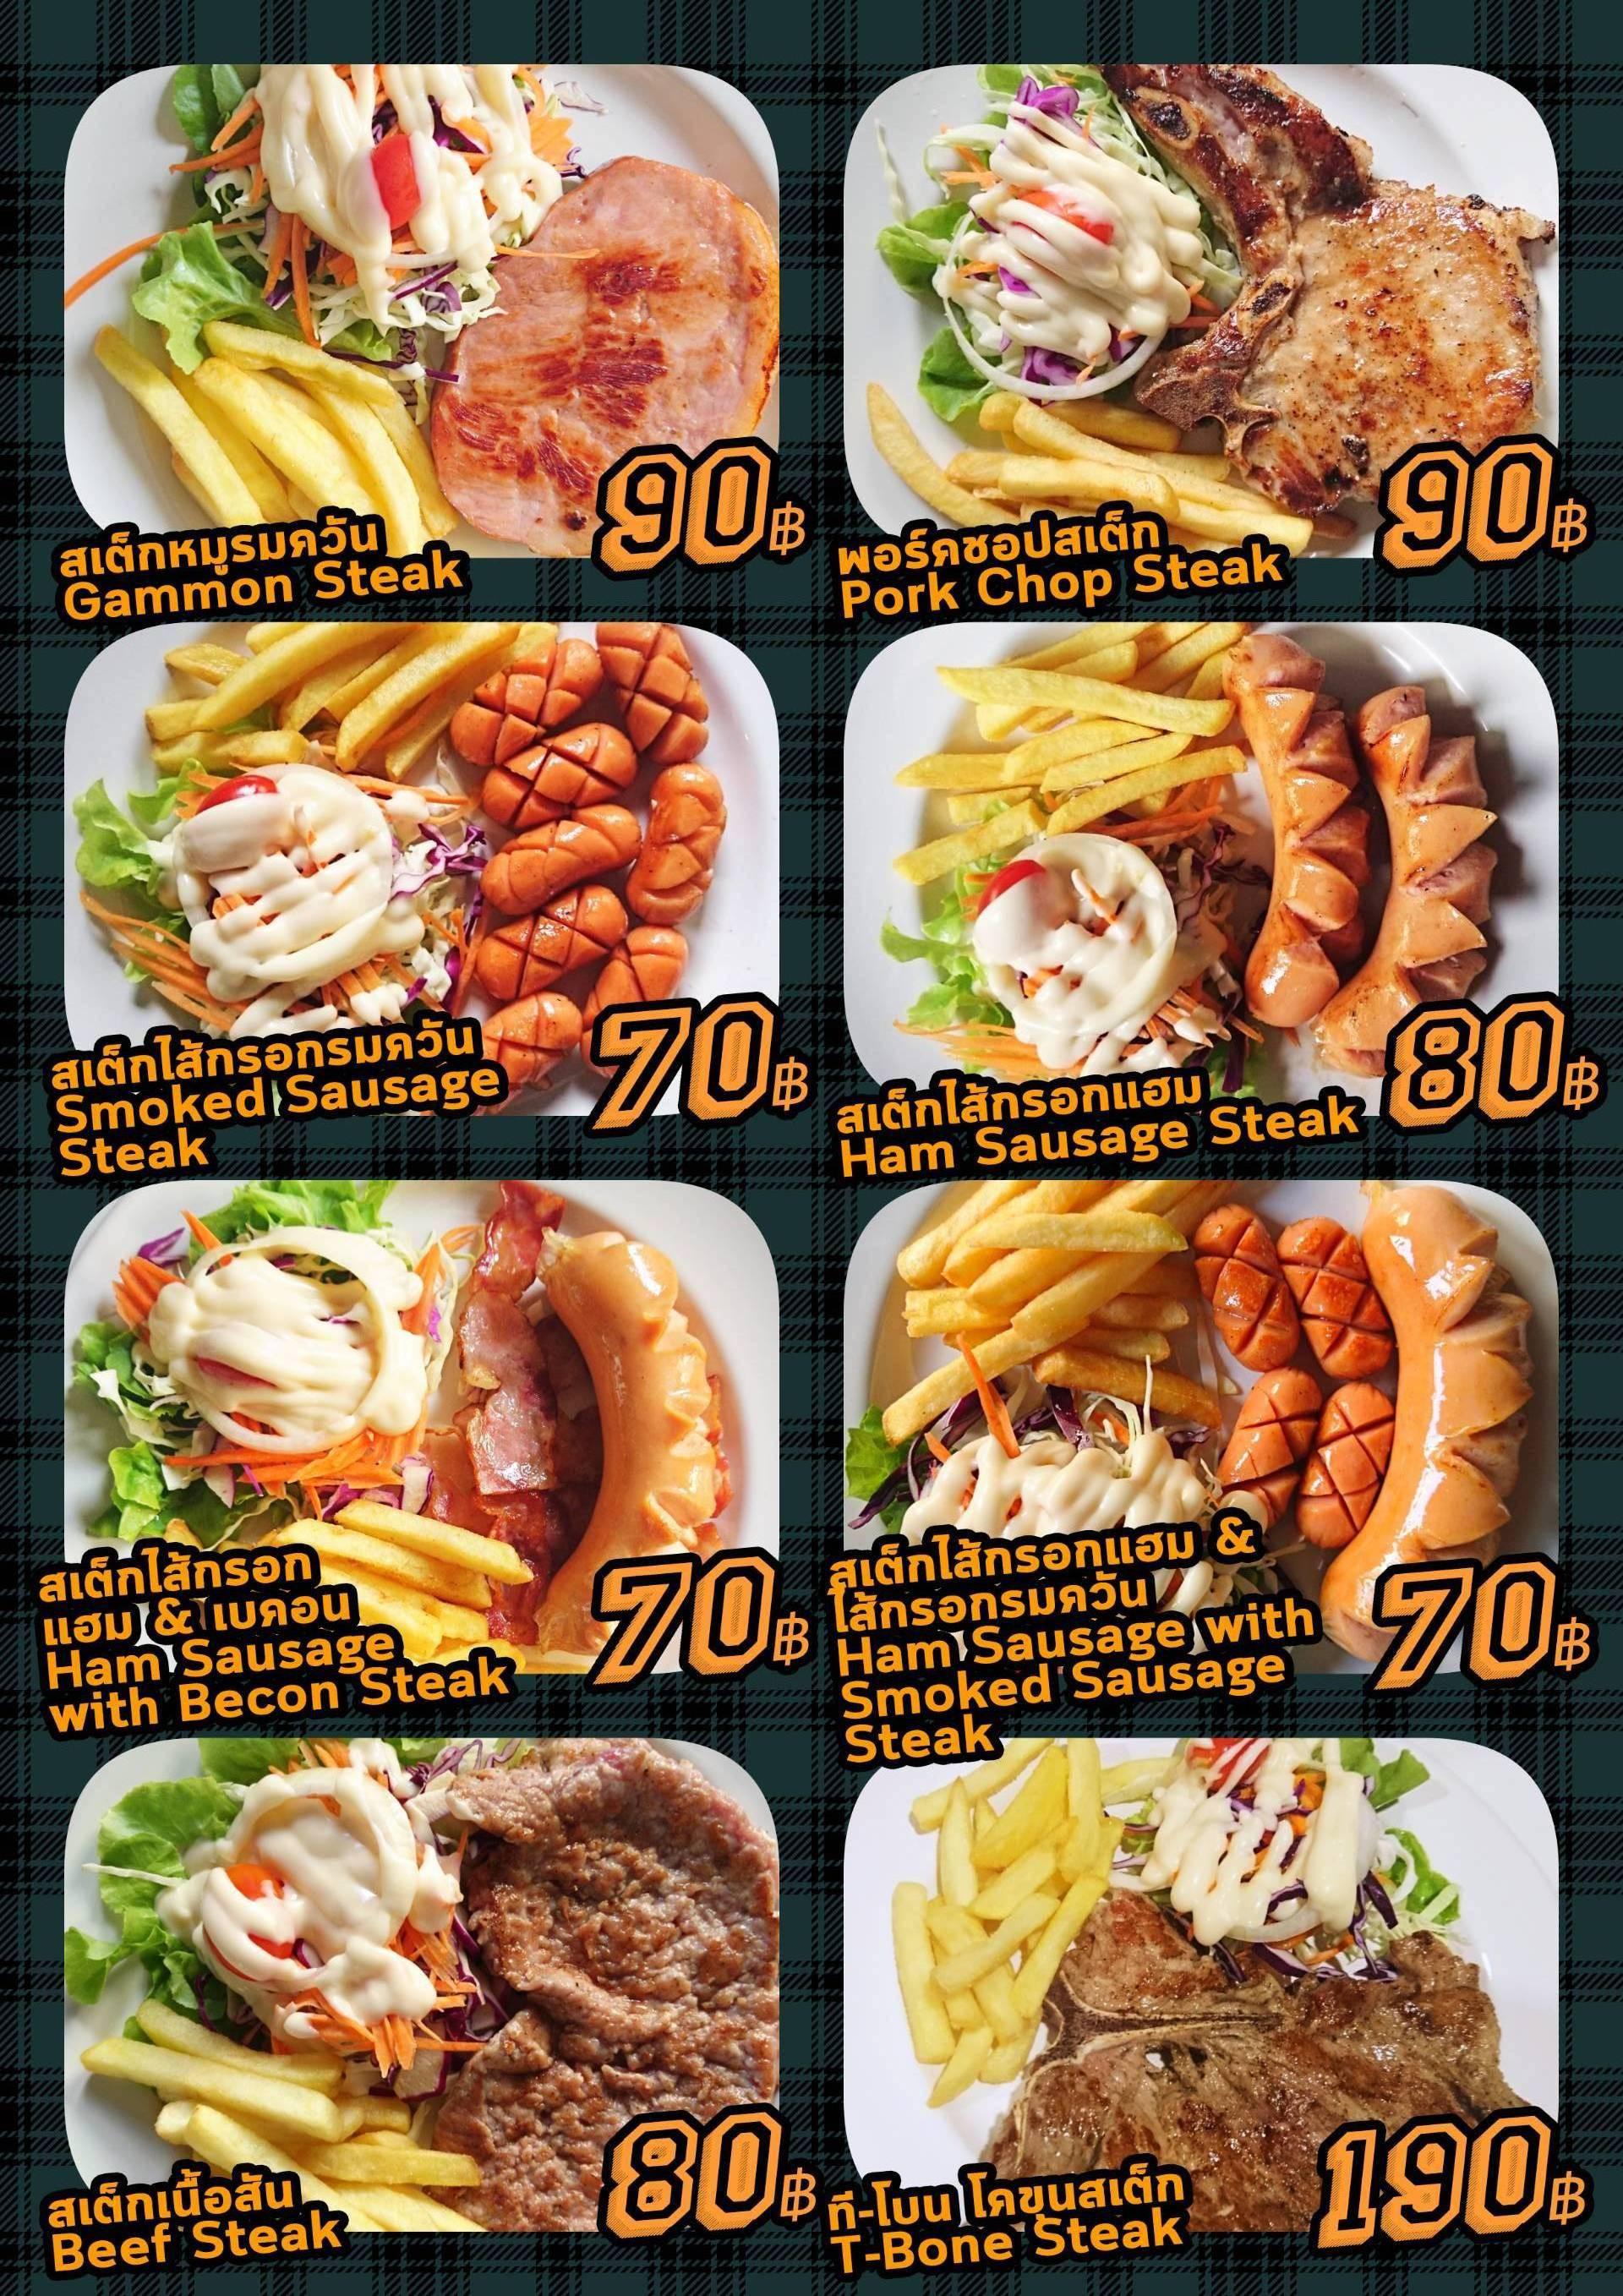 สเต็กหมูรมควัน
Gammon Steak
90฿
พอร์คชอปสเต็ก
Pork Chop Steak
90฿
สเต็กไส้กรอกรมควัน
Smoked Sausage
Steak
70฿
สเต็กไส้กรอกแฮม
Ham Sausage Steak
80฿
สเต็กไส้กรอก
แฮม & เบคอน
Ham Sausage
with Becon Steak
70฿
สเต็กไส้กรอกแฮม &
ไส้กรอกรมควัน
Ham Sausage with
Smoked Sausage
Steak
70฿
สเต็กเนื้อสัน
Beef Steak
80฿
ที-โบน โคขุนสเต็ก
T-Bone Steak
190฿